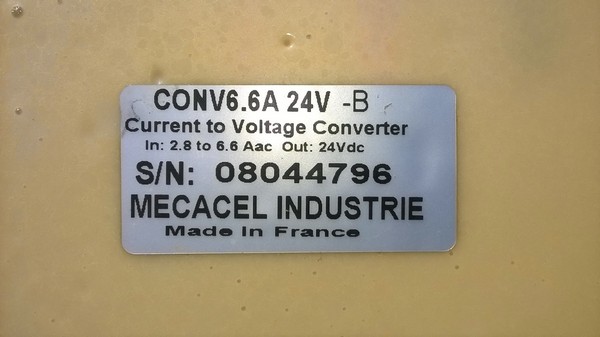 CONV6.6A 24V -B
Current to Voltage Converter
In: 2.8 to 6.6 Aac Out: 24Vdc
S/N: 08044796
MECACEL INDUSTRIE
Made In France